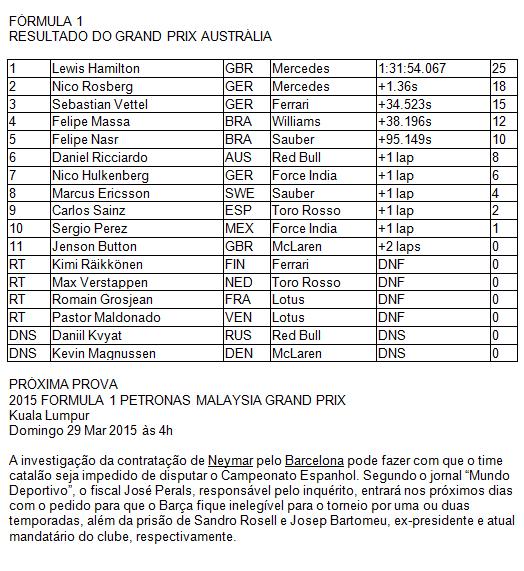 FÓRMULA 1
RESULTADO DO GRAND PRIX AUSTRÁLIA
1 Lewis Hamilton GBR Mercedes 1:31:54.067 25
2 Nico Rosberg GER Mercedes +1.36s 18
3 Sebastian Vettel GER Ferrari +34.523s 15
4 Felipe Massa BRA Williams +38.196s 12
5 Felipe Nasr BRA Sauber +95.149s 10
6 Daniel Ricciardo AUS Red Bull +1 lap 8
7 Nico Hulkenberg GER Force India +1 lap 6
8 Marcus Ericsson SWE Sauber +1 lap 4
9 Carlos Sainz ESP Toro Rosso +1 lap 2
10 Sergio Perez MEX Force India +1 lap 1
11 Jenson Button GBR McLaren +2 laps 0
RT Kimi Räikkönen FIN Ferrari DNF 0
RT Max Verstappen NED Toro Rosso DNF 0
RT Romain Grosjean FRA Lotus DNF 0
RT Pastor Maldonado VEN Lotus DNF 0
DNS Daniil Kvyat RUS Red Bull DNS 0
DNS Kevin Magnussen DEN McLaren DNS 0
PRÓXIMA PROVA
2015 FORMULA 1 PETRONAS MALAYSIA GRAND PRIX
Kuala Lumpur
Domingo 29 Mar 2015 às 4h
A investigação da contratação de Neymar pelo Barcelona pode fazer com que o time
catalão seja impedido de disputar o Campeonato Espanhol. Segundo o jornal “Mundo
Deportivo”, o fiscal José Perals, responsável pelo inquérito, entrará nos próximos dias
com o pedido para que o Barça fique inelegível para o torneio por uma ou duas
temporadas, além da prisão de Sandro Rosell e Josep Bartomeu, ex-presidente e atual
mandatário do clube, respectivamente.